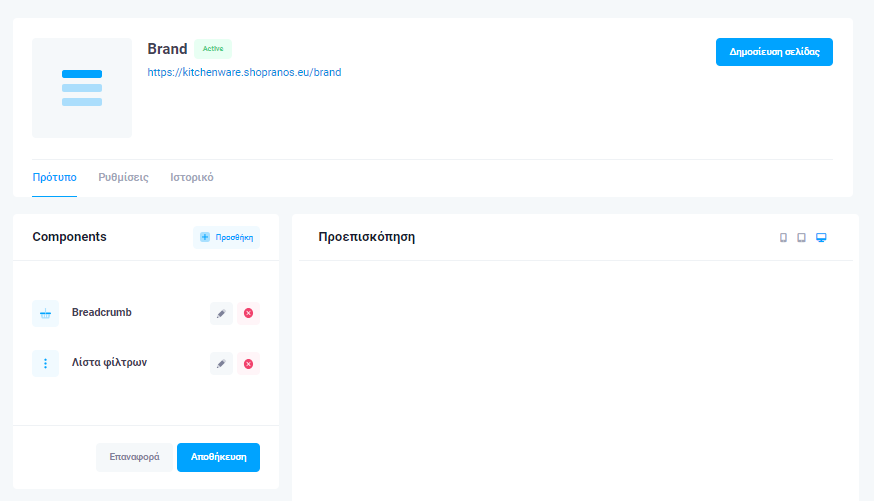 Brand Active
Δημοσίευση σελίδας
https://kitchenware.shopranos.eu/brand
Πρότυπο Ρυθμίσεις Ιστορικό
Components Προσθήκη
Προεπισκόπηση
Breadcrumb
Λίστα φίλτρων
Επαναφορά Αποθήκευση